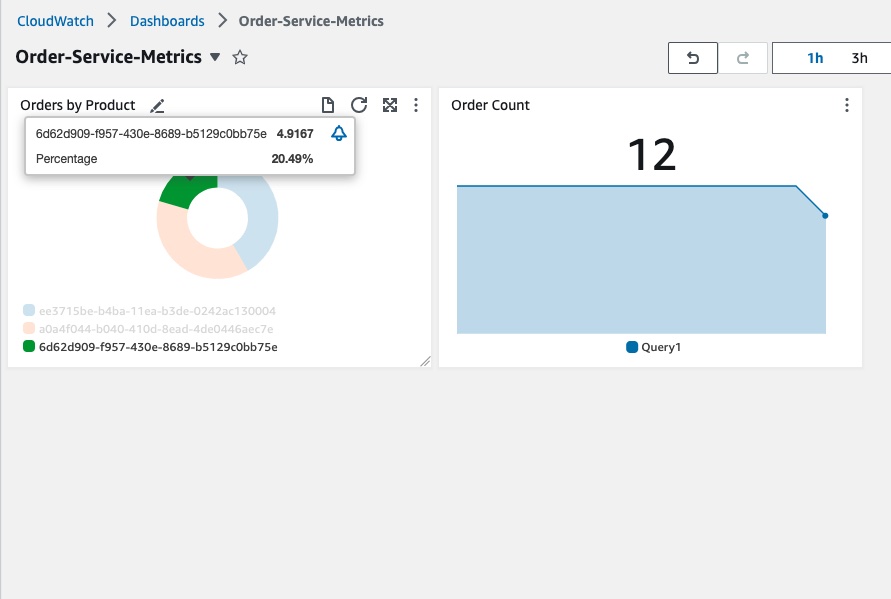 CloudWatch > Dashboards > Order-Service-Metrics
Order-Service-Metrics
1h 3h
Orders by Product
6d62d909-f957-430e-8689-b5129c0bb75e 4.9167
Percentage 20.49%
ee3715be-b4ba-11ea-b3de-0242ac130004
a0a4f044-b040-410d-8ead-4de0446aec7e
6d62d909-f957-430e-8689-b5129c0bb75e
Order Count
12
Query1